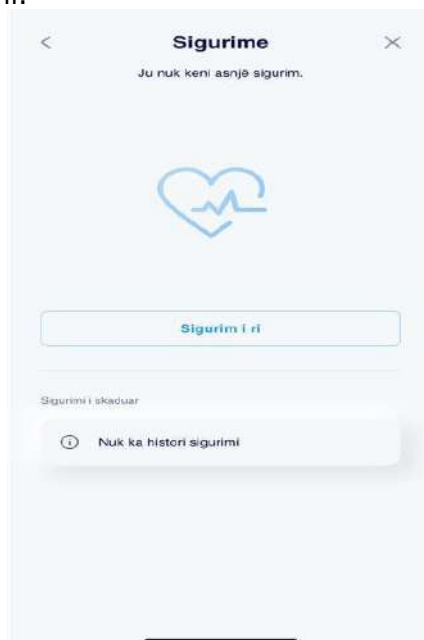 Sigurime
Ju nuk keni asnjë sigurim.
Sigurim i ri
Sigurimi i skaduar
Nuk ka histori sigurimi